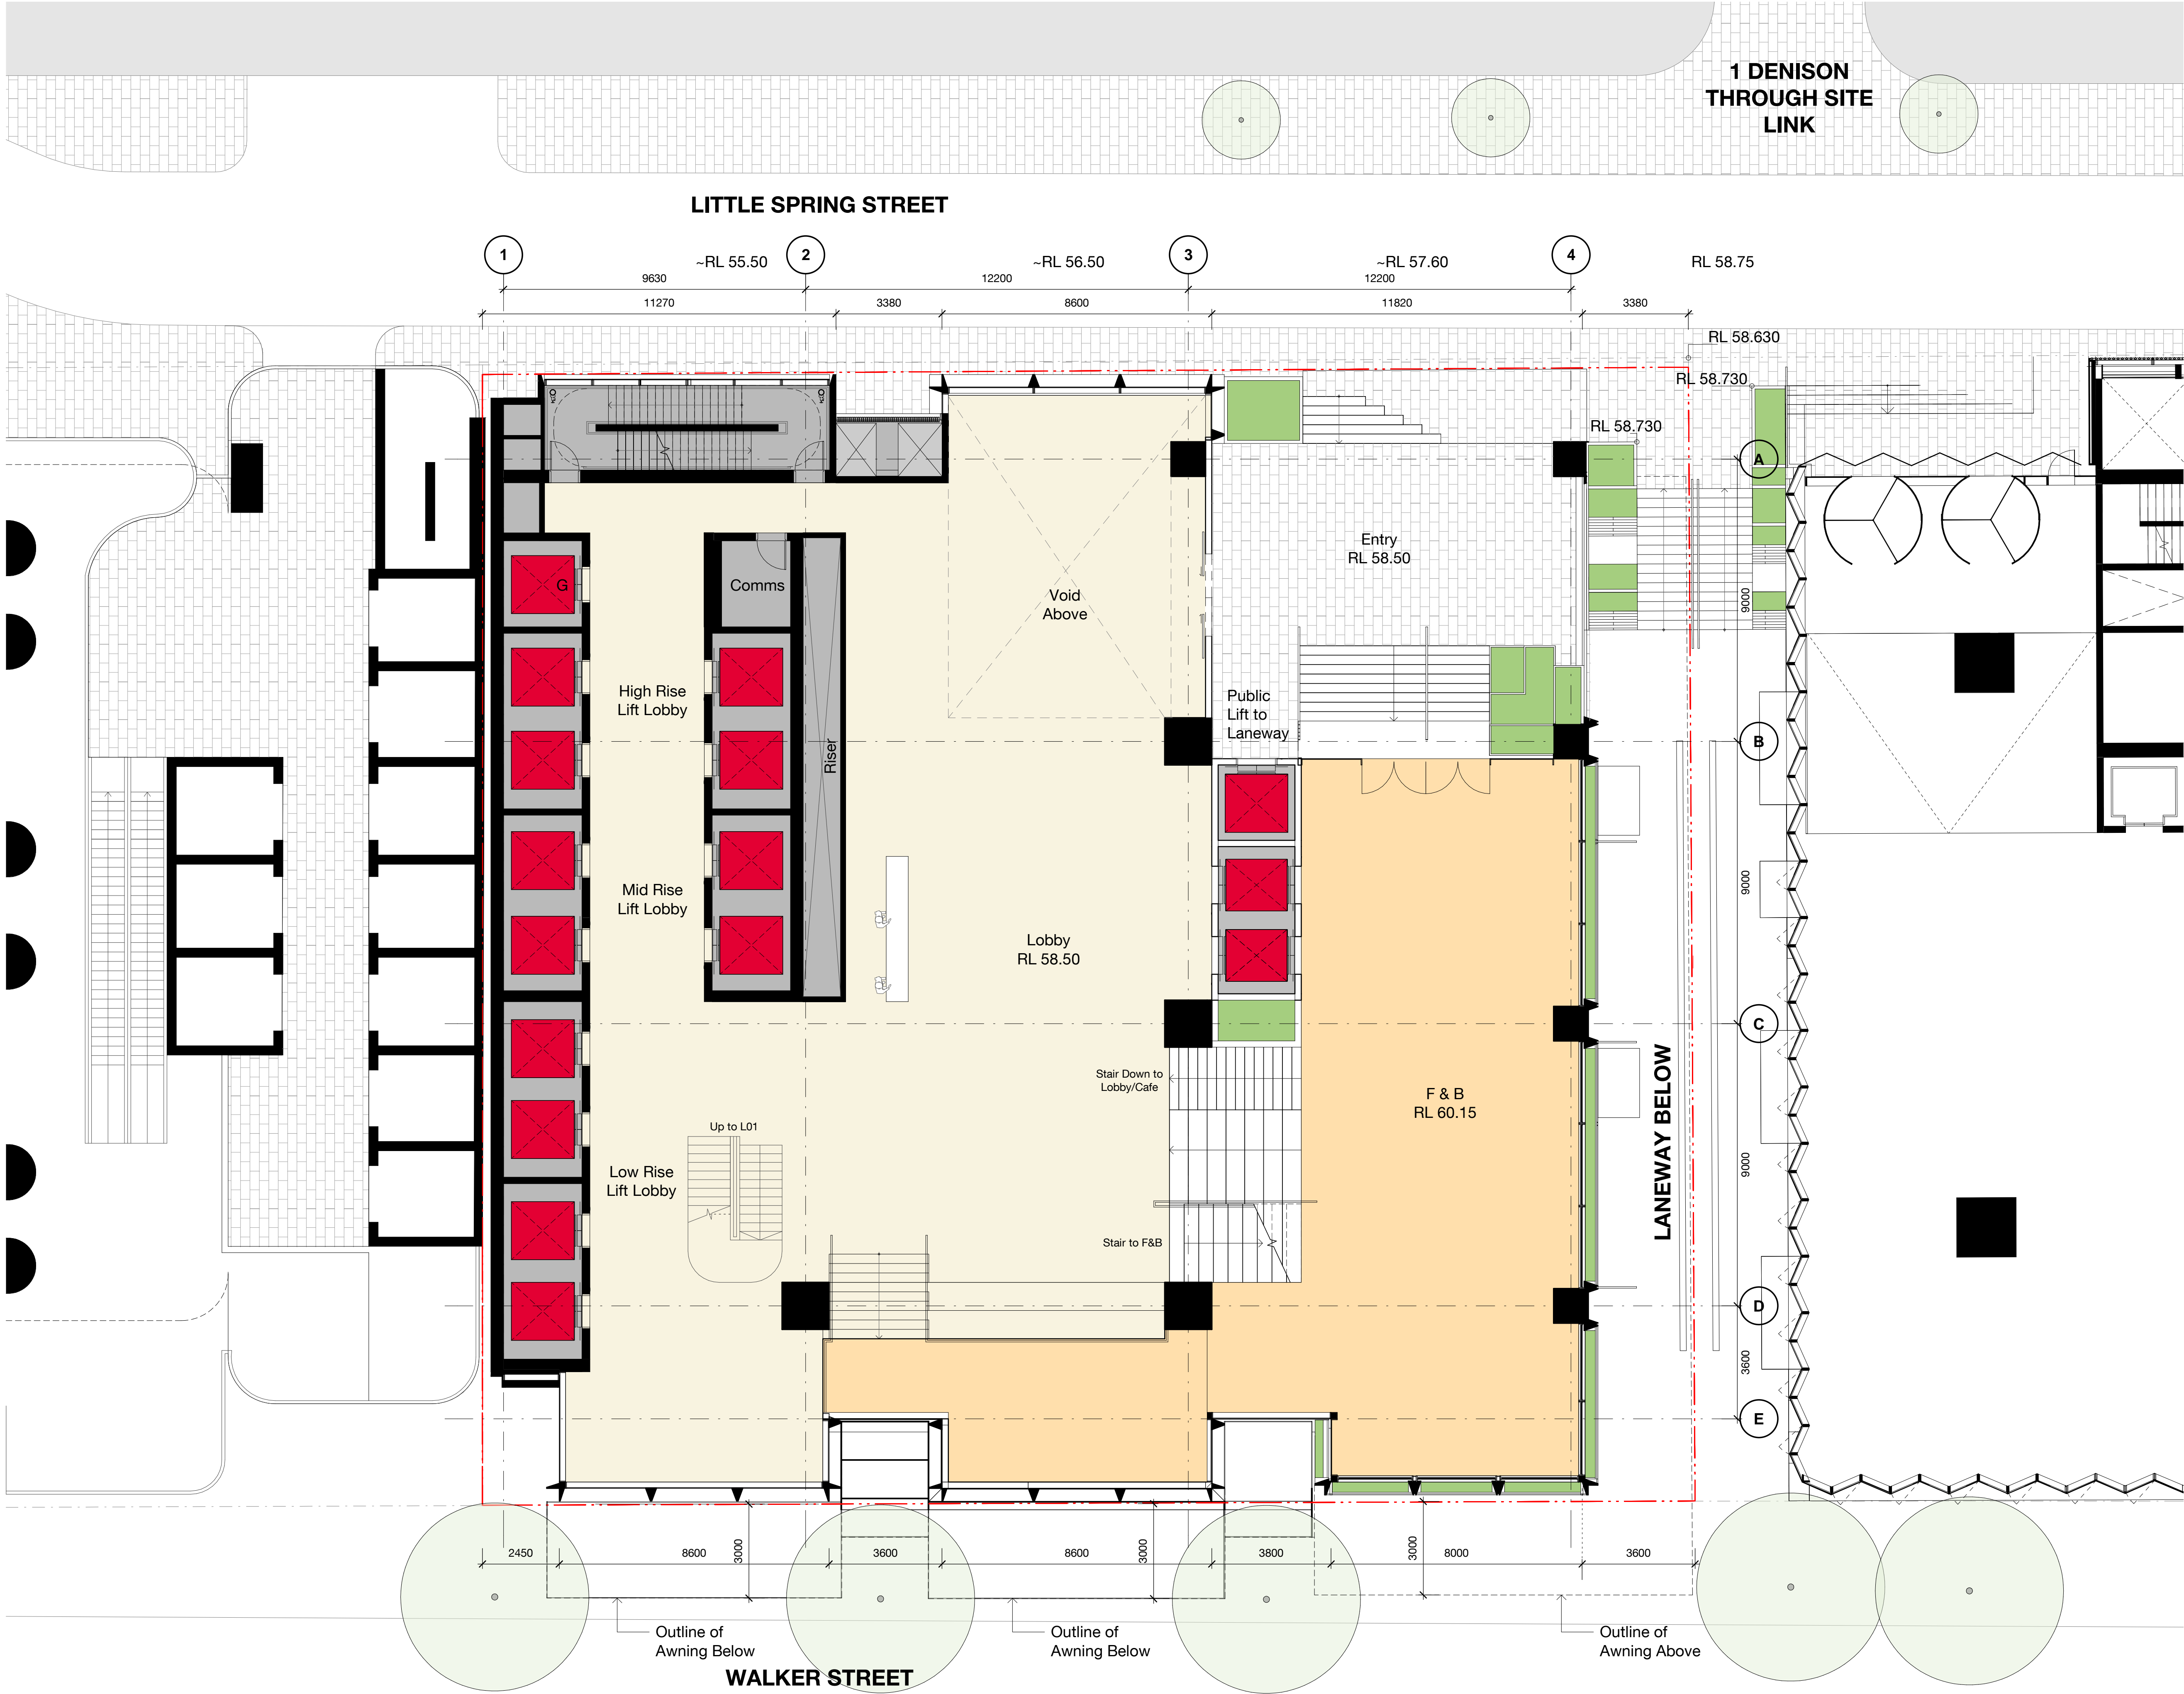 1 DENISON
THROUGH SITE
LINK
LITTLE SPRING STREET
1
2
3
4
~RL 55.50
~RL 56.50
~RL 57.60
RL 58.75
9630
12200
12200
11270
3380
8600
11820
3380
RL 58.630
RL 58.730
RL 58.730
A
Entry
RL 58.50
G
Comms
Void
Above
9000
High Rise
Lift Lobby
Public
Lift to
Laneway
Riser
B
Mid Rise
Lift Lobby
9000
Lobby
RL 58.50
C
Stair Down to
Lobby/Cafe
F & B
RL 60.15
LANEWAY BELOW
Up to L01
Low Rise
Lift Lobby
9000
Stair to F&B
D
3600
E
2450
8600
3000
3600
8600
3000
3800
3000
8000
3600
Outline of
Awning Below
Outline of
Awning Below
Outline of
Awning Above
WALKER STREET